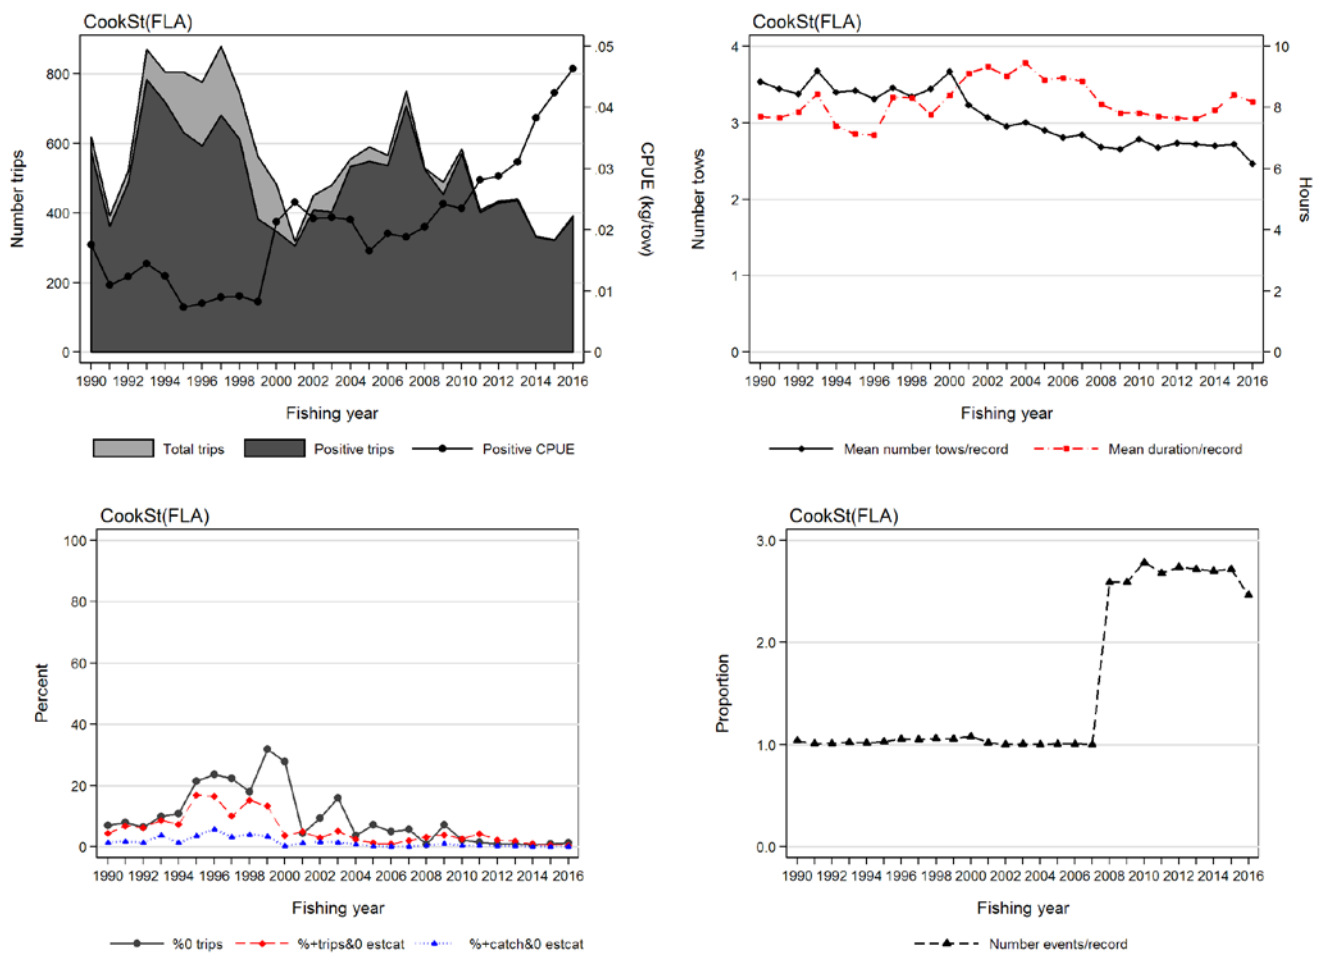 CookSt(FLA)
800
600
400
200
0
Number trips
.05
.04
.03
.02
.01
0
CPUE (kg/tow)
1990 1992 1994 1996 1998 2000 2002 2004 2006 2008 2010 2012 2014 2016
Fishing year
Total trips Positive trips Positive CPUE
CookSt(FLA)
4
3
2
1
0
Number tows
10
8
6
4
2
0
Hours
1990 1992 1994 1996 1998 2000 2002 2004 2006 2008 2010 2012 2014 2016
Fishing year
Mean number tows/record Mean duration/record
CookSt(FLA)
100
80
60
40
20
0
Percent
1990 1992 1994 1996 1998 2000 2002 2004 2006 2008 2010 2012 2014 2016
Fishing year
%0 trips %+trips&0 estcat %+catch&0 estcat
CookSt(FLA)
3.0
2.0
1.0
0.0
Proportion
1990 1992 1994 1996 1998 2000 2002 2004 2006 2008 2010 2012 2014 2016
Fishing year
Number events/record